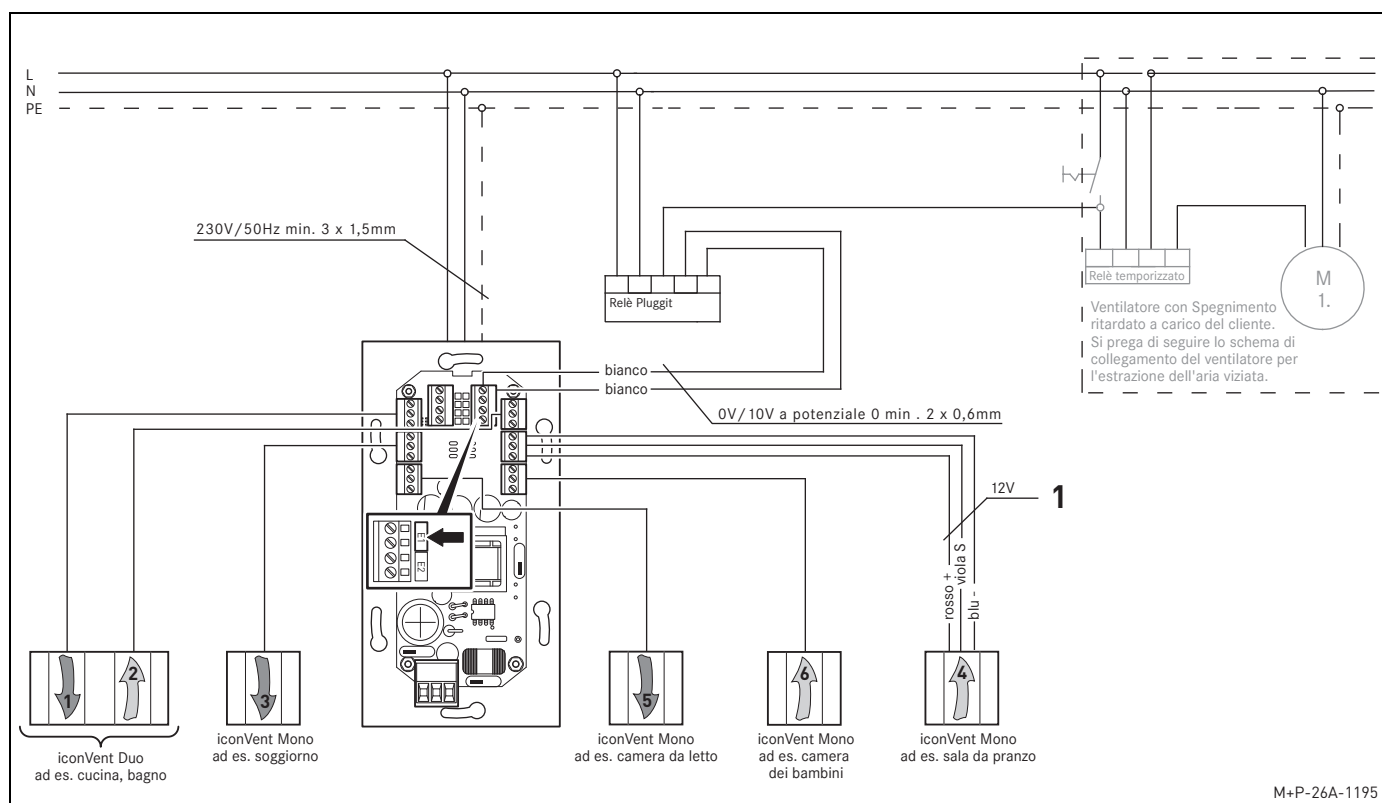 L
N
PE
230V/50Hz min. 3 x 1,5mm
Relè Pluggit
Relè temporizzato
M
1.
Ventilatore con Spegnimento
ritardato a carico del cliente.
Si prega di seguire lo schema di
collegamento del ventilatore per
l'estrazione dell'aria viziata.
bianco
bianco
0V/10V a potenziale 0 min . 2 x 0,6mm
12V
1
E1
E2
rosso +
viola S
blu -
1
2
3
5
6
4
iconVent Duo
ad es. cucina, bagno
iconVent Mono
ad es. soggiorno
iconVent Mono
ad es. camera da letto
iconVent Mono
ad es. camera
dei bambini
iconVent Mono
ad es. sala da pranzo
M+P-26A-1195